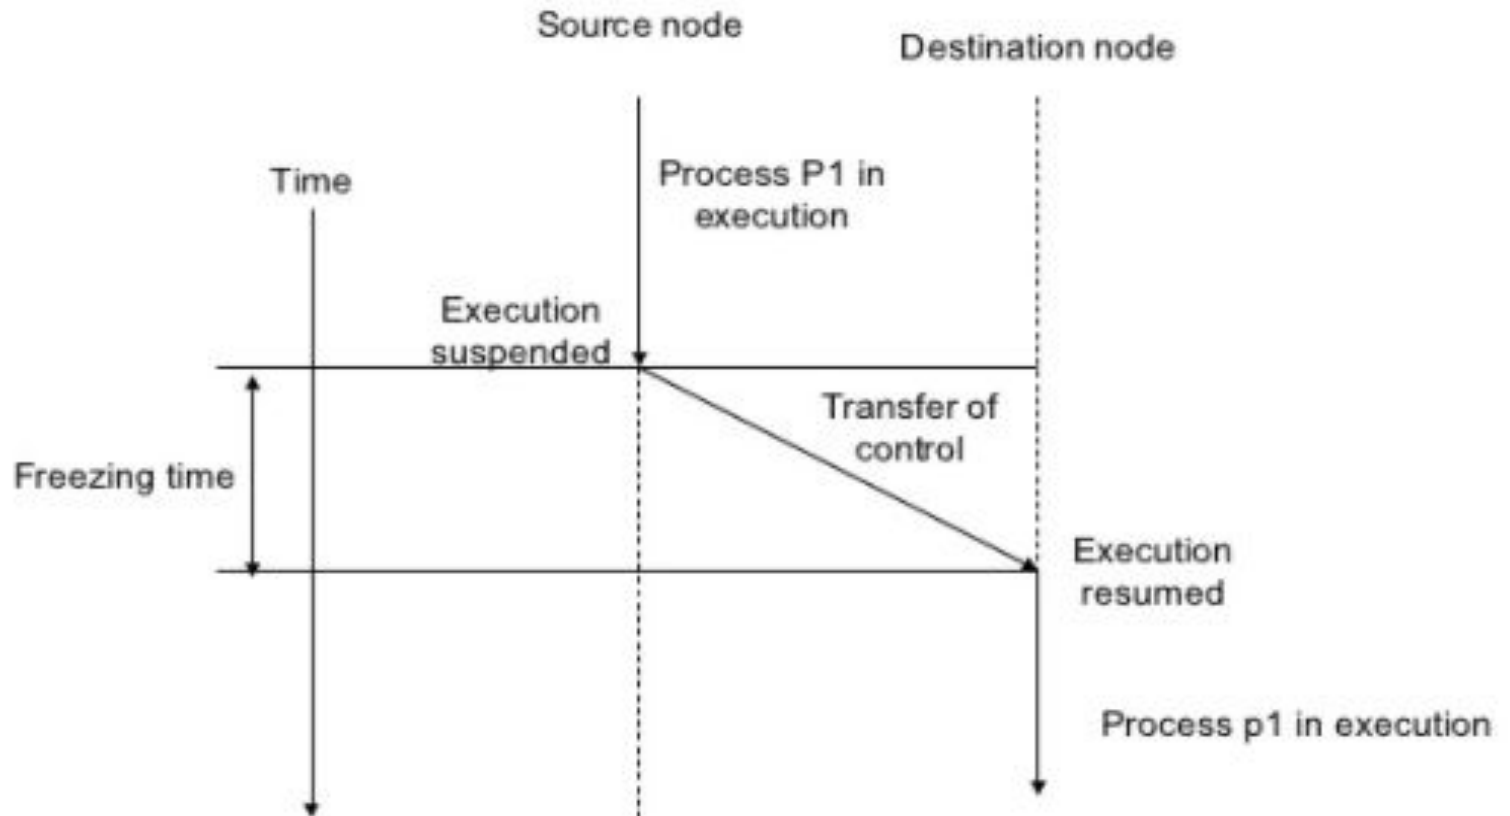 Source node
Destination node
Process P1 in
execution
Time
Execution
suspended
Transfer of
control
Freezing time
Execution
resumed
Process p1 in execution